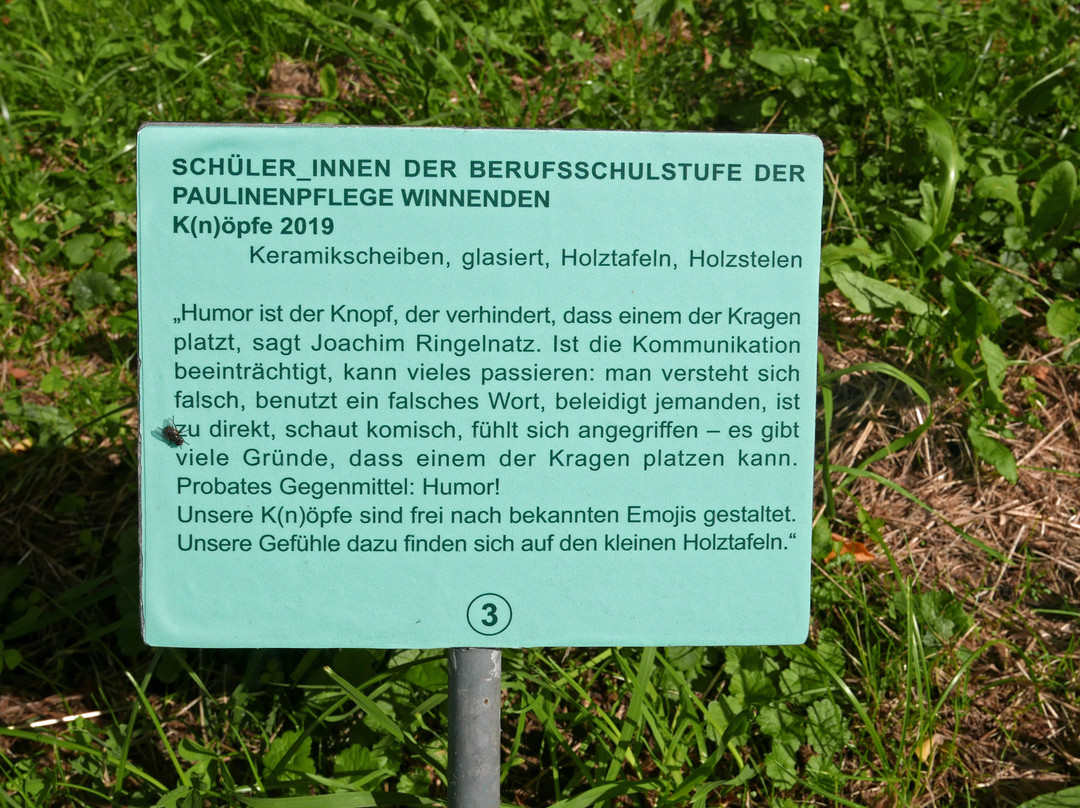 SCHÜLER_INNEN DER BERUFSSCHULSTUFE DER
PAULINENPFLEGE WINNENDEN
K(n)öpfe 2019
Keramikscheiben, glasiert, Holztafeln, Holzstelen
„Humor ist der Knopf, der verhindert, dass einem der Kragen
platzt, sagt Joachim Ringelnatz. Ist die Kommunikation
beeinträchtigt, kann vieles passieren: man versteht sich
falsch, benutzt ein falsches Wort, beleidigt jemanden, ist
zu direkt, schaut komisch, fühlt sich angegriffen – es gibt
viele Gründe, dass einem der Kragen platzen kann.
Probates Gegenmittel: Humor!
Unsere K(n)öpfe sind frei nach bekannten Emojis gestaltet.
Unsere Gefühle dazu finden sich auf den kleinen Holztafeln.“
3